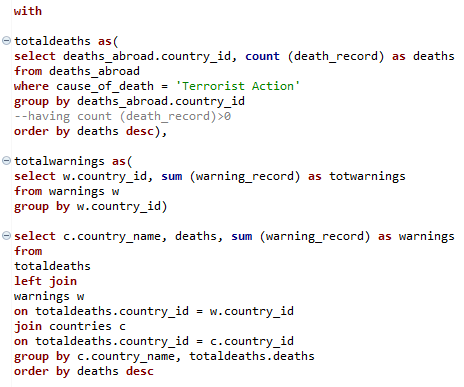 with
totaldeaths as(
select deaths_abroad.country_id, count (death_record) as deaths
from deaths_abroad
where cause_of_death = 'Terrorist Action'
group by deaths_abroad.country_id
--having count (death_record)>0
order by deaths desc),
totalwarnings as(
select w.country_id, sum (warning_record) as totwarnings
from warnings w
group by w.country_id)
select c.country_name, deaths, sum (warning_record) as warnings
from
totaldeaths
left join
warnings w
on totaldeaths.country_id = w.country_id
join countries c
on totaldeaths.country_id = c.country_id
group by c.country_name, totaldeaths.deaths
order by deaths desc